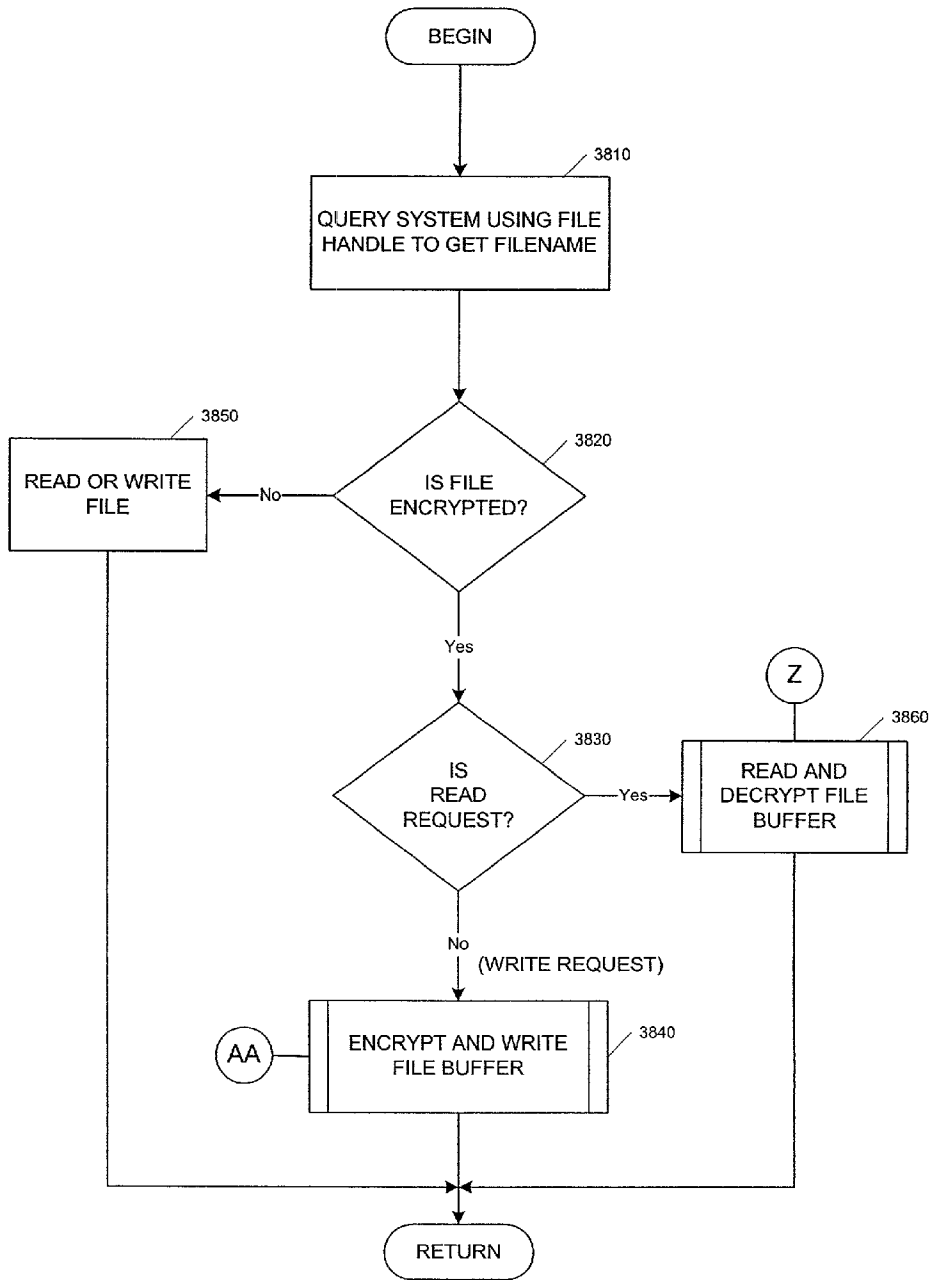 BEGIN
3810
QUERY SYSTEM USING FILE
HANDLE TO GET FILENAME
3850
READ OR WRITE
FILE
No
3820
IS FILE
ENCRYPTED?
Yes
Z
3830
IS
READ
REQUEST?
Yes
3860
READ AND
DECRYPT FILE
BUFFER
No
(WRITE REQUEST)
AA
ENCRYPT AND WRITE
FILE BUFFER
3840
RETURN